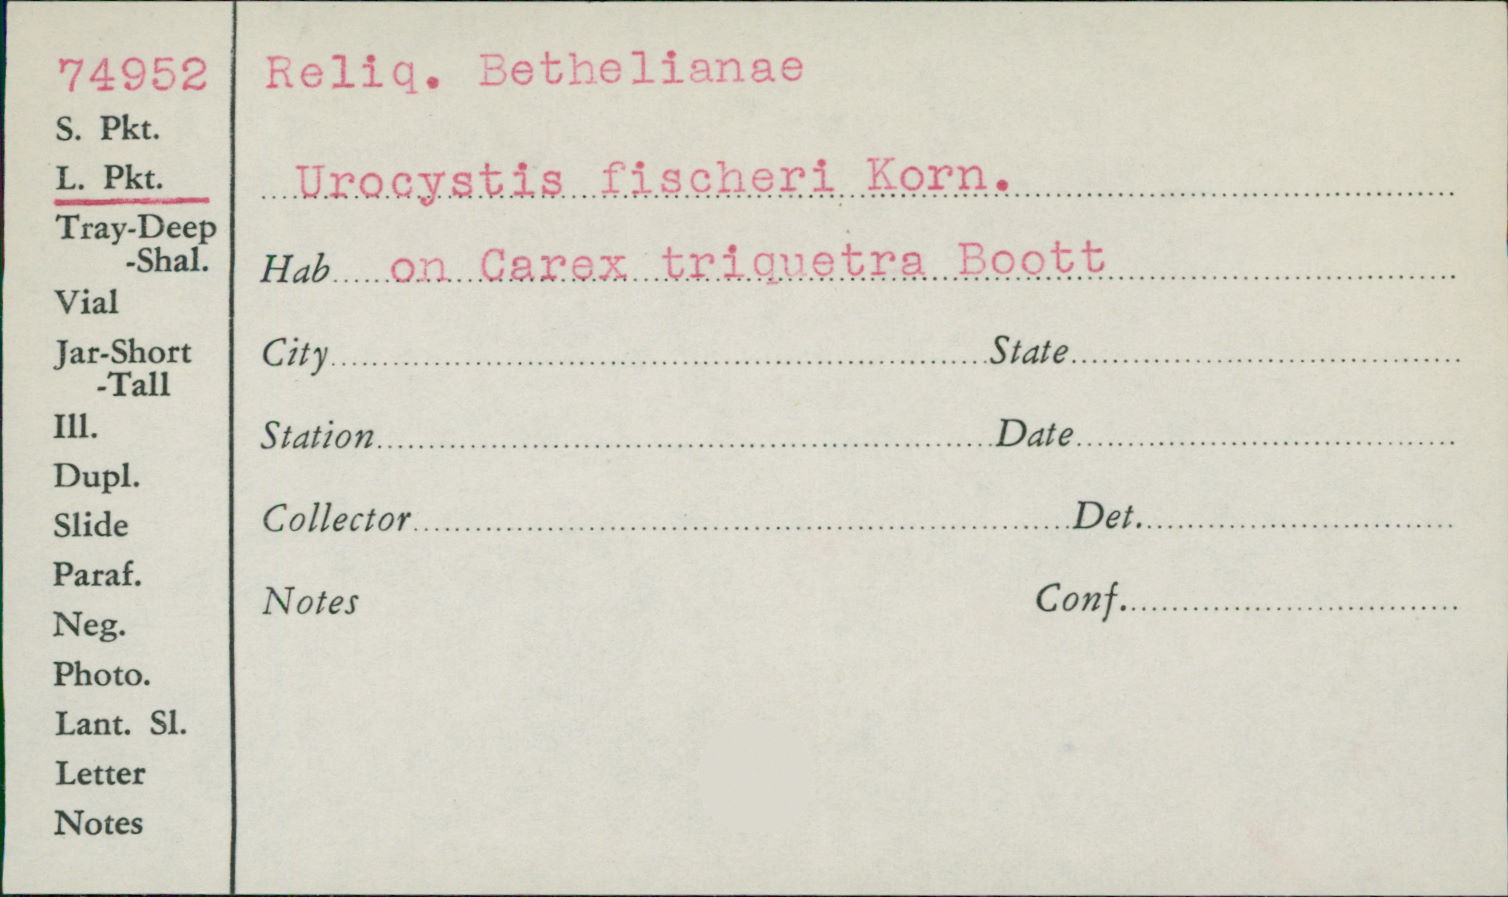 74952
S. Pkt.
L. Pkt.
Tray-Deep
-Shal.
Vial
Jar-Short
-Tall
Ill.
Dupl.
Slide
Paraf.
Neg.
Photo.
Lant. Sl.
Letter
Notes
Reliq. Bethelianae
Urocystis fischeri Korn.
Hab on Carex triquetra Boott
City State
Station Date
Collector Det.
Notes Conf.